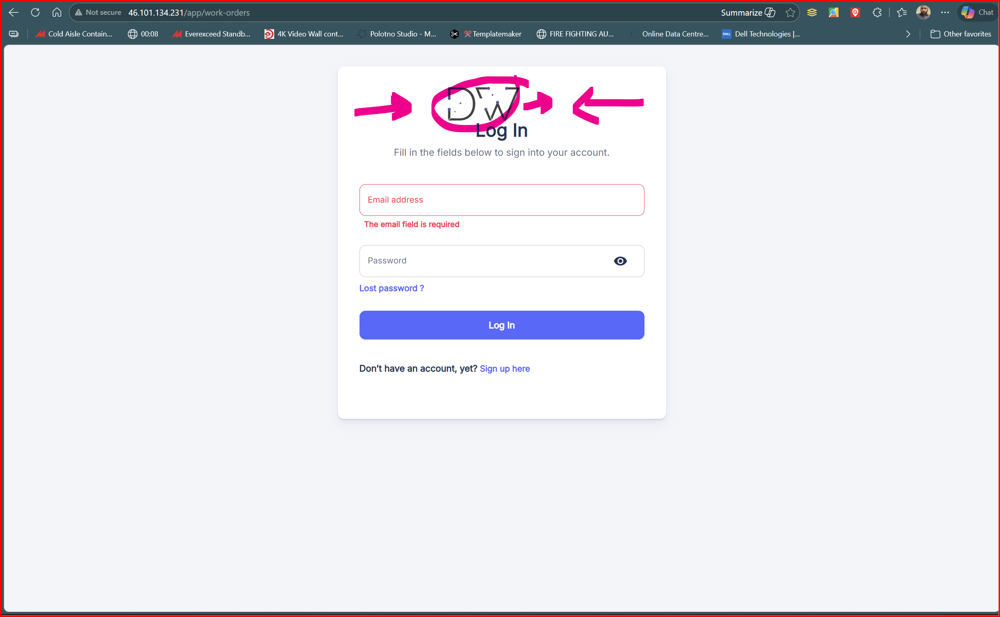 Not secure 46.101.134.231/app/work-orders Summarize Chat
Cold Aisle Contain... 00:08 Everexceed Standb... 4K Video Wall cont... Polotno Studio - M... Templatemaker FIRE FIGHTING AU... Online Data Centre... DELL Dell Technologies |... Other favorites
DW
Log In
Fill in the fields below to sign into your account.
Email address
The email field is required
Password
Lost password ?
Log In
Don’t have an account, yet? Sign up here